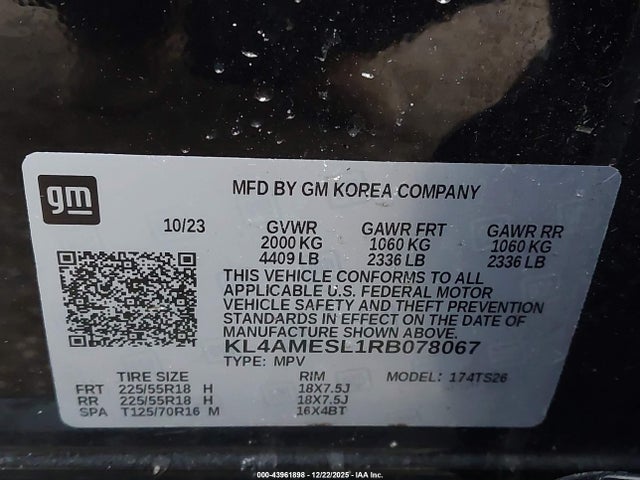 gm
MFD BY GM KOREA COMPANY
10/23 GVWR GAWR FRT GAWR RR
2000 KG 1060 KG 1060 KG
4409 LB 2336 LB 2336 LB
THIS VEHICLE CONFORMS TO ALL
APPLICABLE U.S. FEDERAL MOTOR
VEHICLE SAFETY AND THEFT PREVENTION
STANDARDS IN EFFECT ON THE DATE OF
MANUFACTURE SHOWN ABOVE.
KL4AMESL1RB078067
TYPE: MPV
TIRE SIZE RIM MODEL: 174TS26
FRT 225/55R18 H 18X7.5J
RR 225/55R18 H 18X7.5J
SPA T125/70R16 M 16X4BT
000-43961898 - 12/22/2025 - IAA Inc.